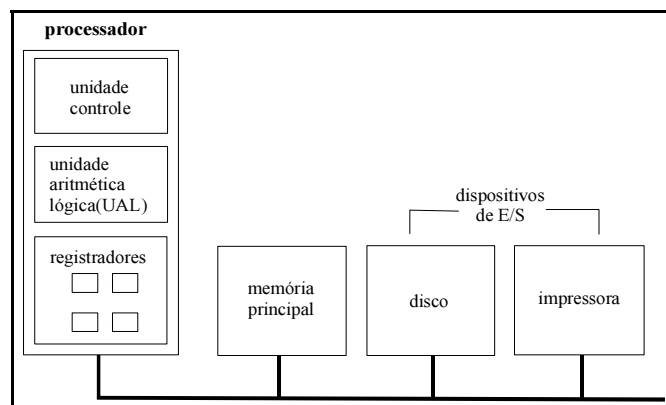 processador
unidade
controle
unidade
aritmética
lógica(UAL)
registradores
dispositivos
de E/S
memória
principal
disco
impressora